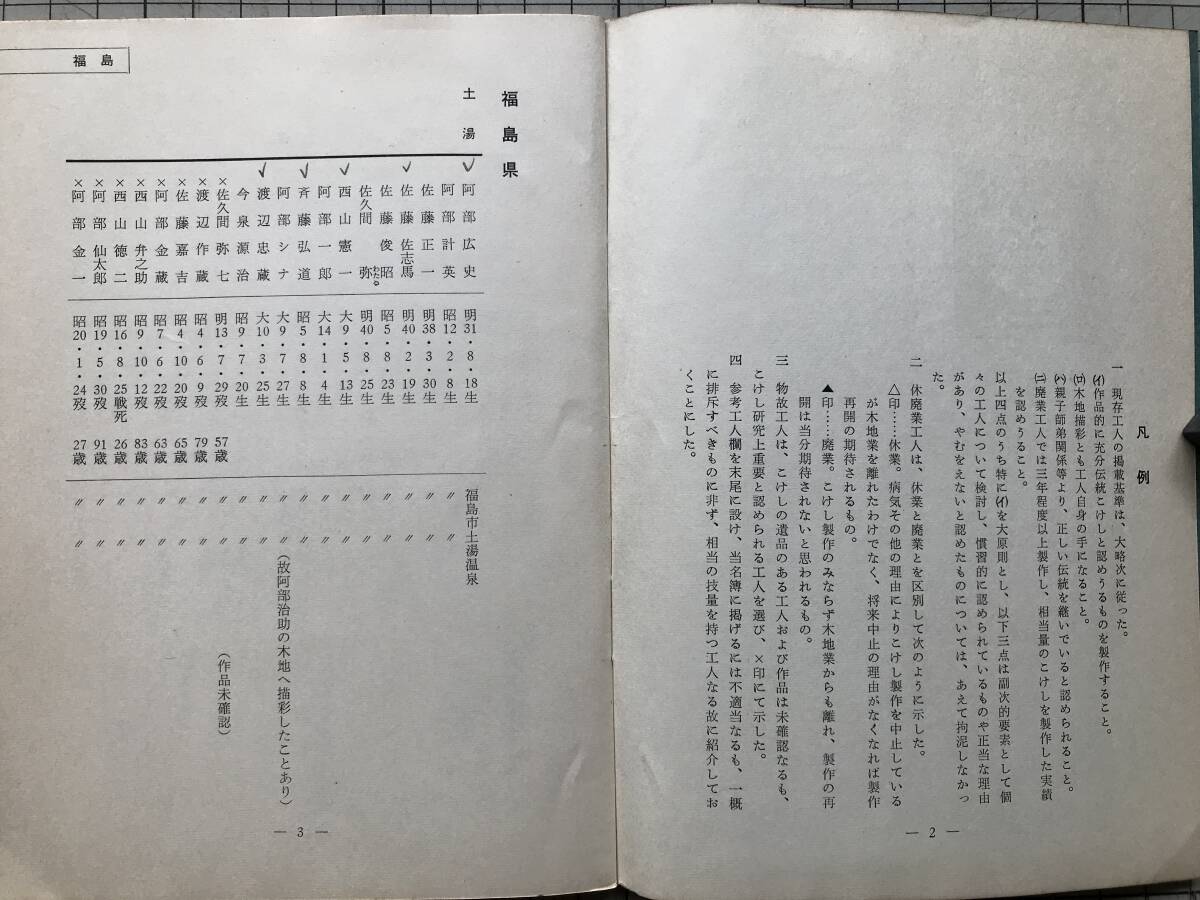 凡例
一 現存工人の掲載基準は、大略次に従った。
(イ)作品的に充分伝統こけしと認めうるものを製作すること。
(ロ)木地描彩とも工人自身の手になること。
(ハ)親子師弟関係等より、正しい伝統を継いでいると認められること。
(ニ)廃業工人では三年程度以上製作し、相当量のこけしを製作した実績
を認めうること。
以上四点のうち特に(イ)を大原則とし、以下三点は副次的要素として個
々の工人について検討し、慣習的に認められているものや正当な理由
があり、やむをえないと認めたものについては、あえて拘泥しなかっ
た。
二 休廃業工人は、休業と廃業とを区別して次のように示した。
△印……休業。病気その他の理由によりこけし製作を中止している
が木地業を離れたわけでなく、将来中止の理由がなくなれば製作
再開の期待されるもの。
▲印……廃業。こけし製作のみならず木地業からも離れ、製作の再
開は当分期待されないと思われるもの。
三 物故工人は、こけしの遺品のある工人および作品は未確認なるも、
こけし研究上重要と認められる工人を選び、×印にて示した。
四 参考工人欄を末尾に設け、当名簿に掲げるには不適当なるも、一概
に排斥すべきものに非ず、相当の技量を持つ工人なる故に紹介してお
くことにした。
— 2 —
福島
福島県
土湯
阿部広史 明31・8・18生 福島市土湯温泉
阿部計英 昭12・2・8生 〃 〃
佐藤正一 明38・3・30生 〃 〃
佐藤佐志馬 明40・2・19生 〃 〃
佐藤俊昭 昭5・8・23生 〃 〃
佐久間弥 明40・8・25生 〃 〃
西山憲一 大9・5・13生 〃 〃
阿部一郎 大14・1・4生 〃 〃
斉藤弘道 昭5・8・8生 〃 〃
阿部シナ 大9・7・27生 〃 〃 (故阿部治助の木地へ描彩したことあり)
渡辺忠蔵 大10・3・25生 〃 〃
今泉源治 昭9・7・20生 〃 〃
×佐久間弥七 明13・7・29歿 57歳 〃 〃 (作品未確認)
×渡辺作蔵 昭4・6・9歿 79歳 〃 〃
×佐藤嘉吉 昭4・10・20歿 65歳 〃 〃
×阿部金蔵 昭7・6・22歿 63歳 〃 〃
×西山弁之助 昭9・10・12歿 83歳 〃 〃
×西山徳二 昭16・8・25戦死 26歳 〃 〃
×阿部仙太郎 昭19・5・30歿 91歳 〃 〃
×阿部金一 昭20・1・24歿 27歳 〃 〃
— 3 —